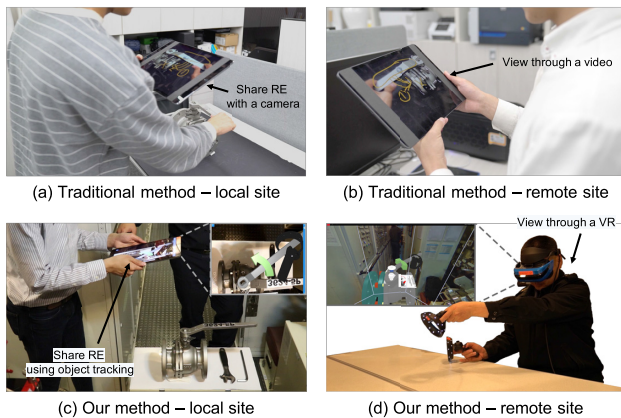 Share RE
with a camera
View through a video
(a) Traditional method – local site
(b) Traditional method – remote site
View through a VR
Share RE
using object tracking
(c) Our method – local site
(d) Our method – remote site